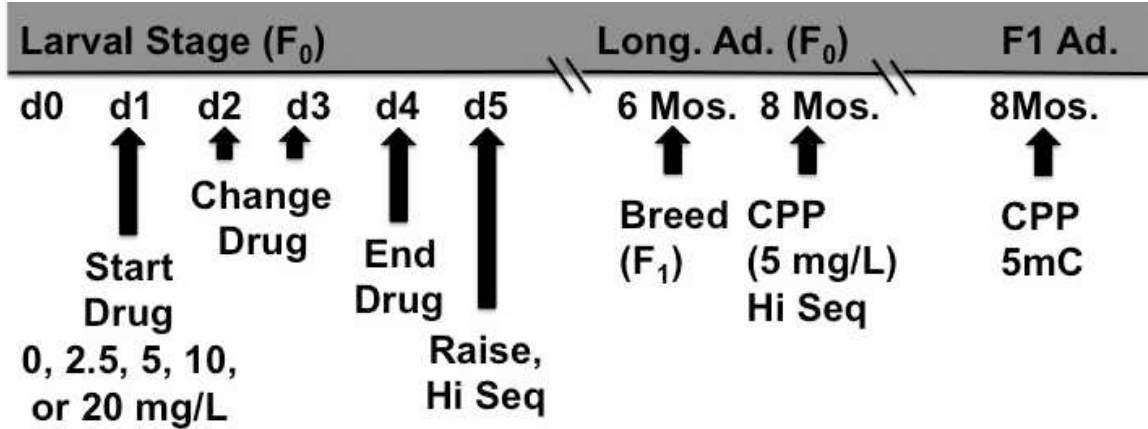 Larval Stage (F0) Long. Ad. (F0) F1 Ad.
d0 d1 d2 d3 d4 d5 6 Mos. 8 Mos. 8Mos.
Change
Drug
Start
Drug
0, 2.5, 5, 10,
or 20 mg/L
End
Drug
Raise,
Hi Seq
Breed
(F1)
CPP
(5 mg/L)
Hi Seq
CPP
5mC